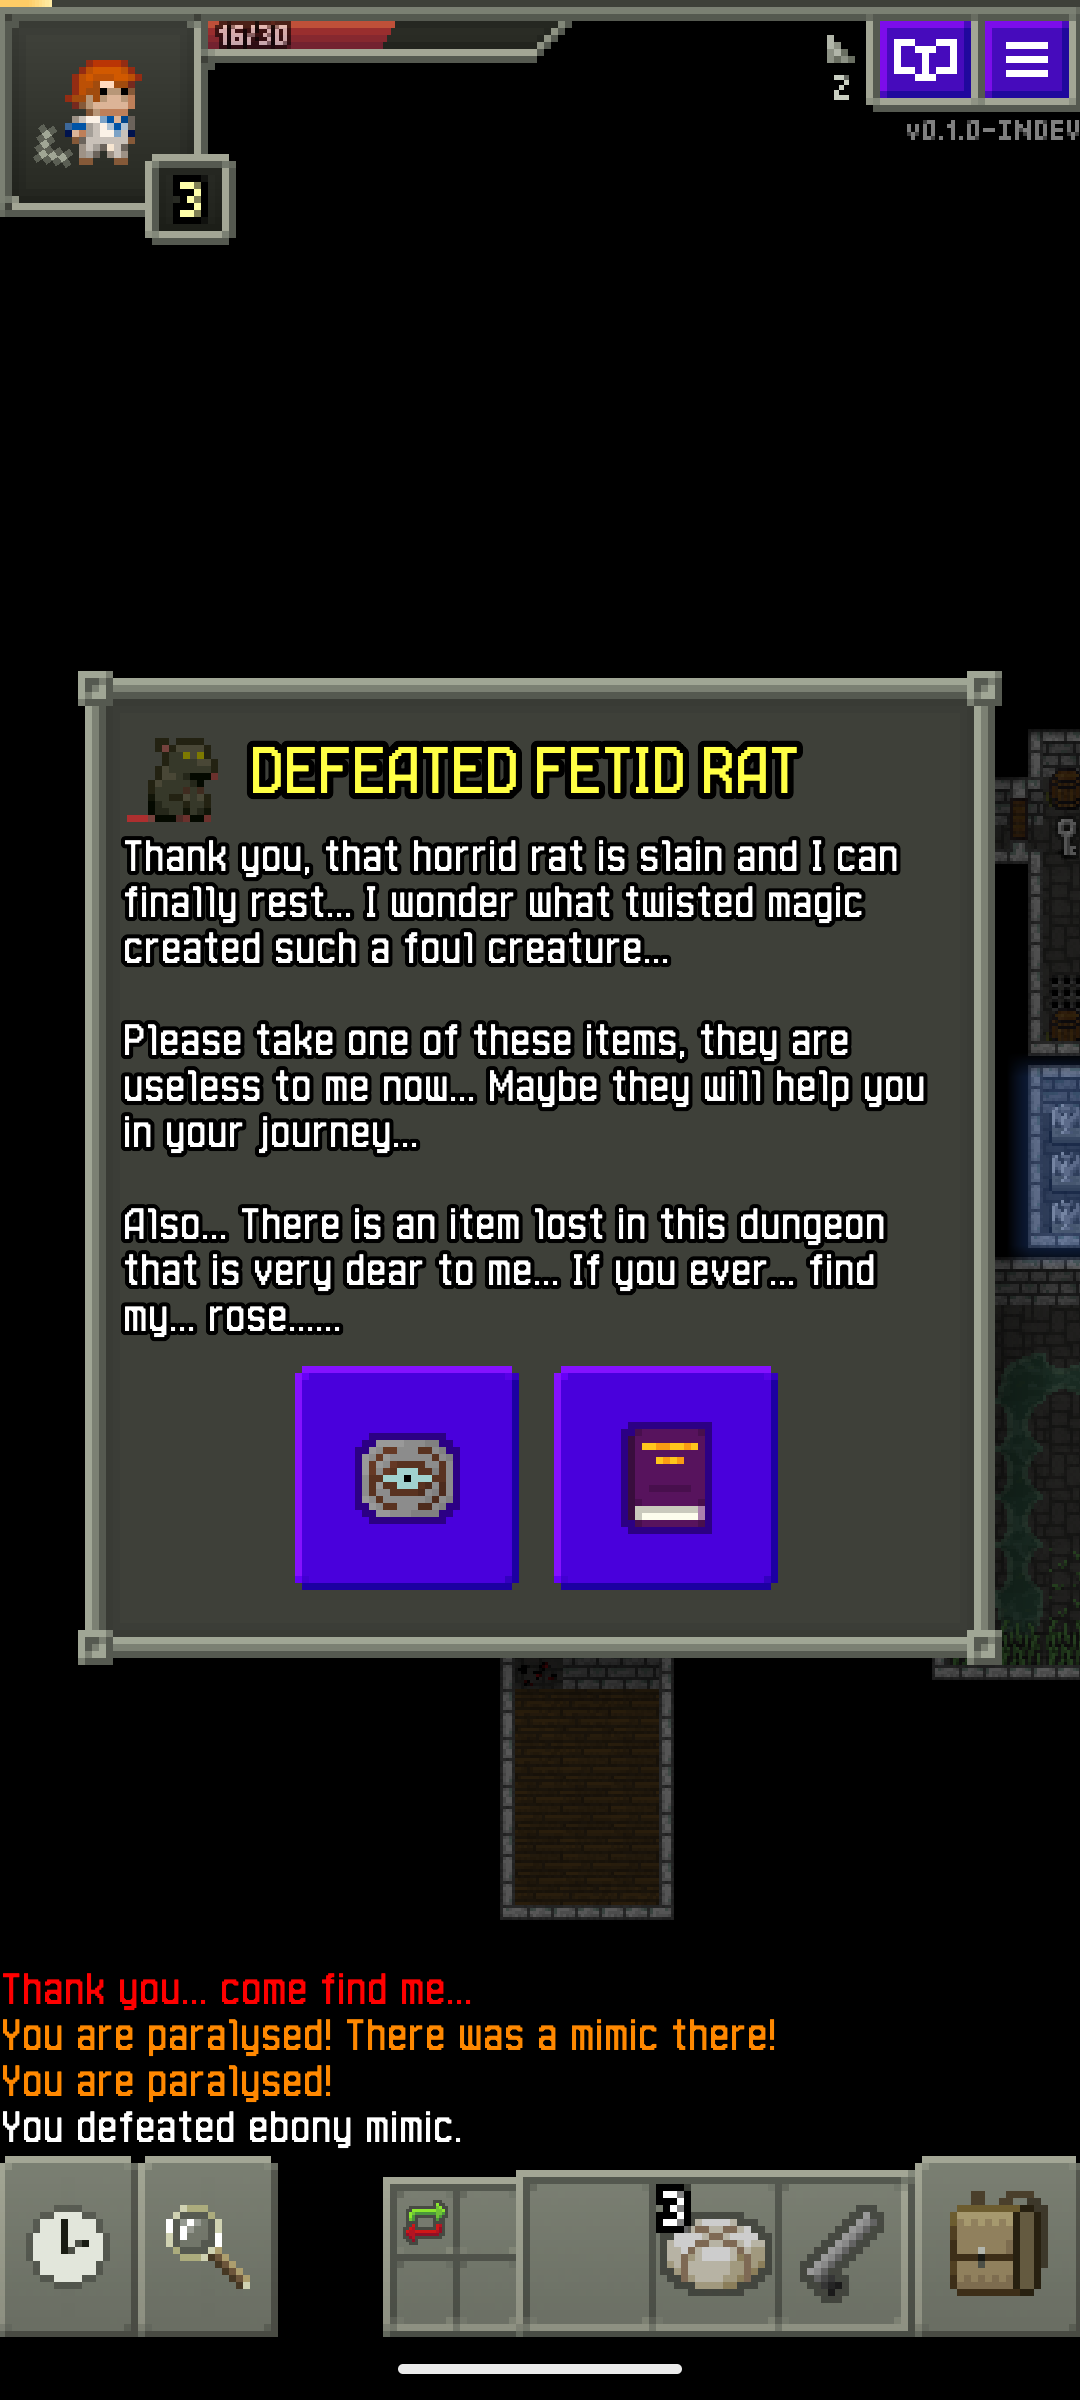 16/30
2
v0.1.0-INDEV
3
DEFEATED FETID RAT
Thank you, that horrid rat is slain and I can
finally rest... I wonder what twisted magic
created such a foul creature...
Please take one of these items, they are
useless to me now... Maybe they will help you
in your journey...
Also... There is an item lost in this dungeon
that is very dear to me... If you ever... find
my... rose......
Thank you... come find me...
You are paralysed! There was a mimic there!
You are paralysed!
You defeated ebony mimic.
3